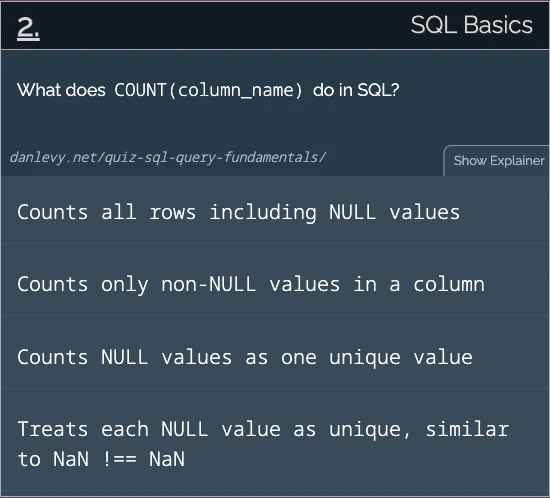 2.
SQL Basics
What does COUNT(column_name) do in SQL?
danlevy.net/quiz-sql-query-fundamentals/
Show Explainer
Counts all rows including NULL values
Counts only non-NULL values in a column
Counts NULL values as one unique value
Treats each NULL value as unique, similar
to NaN !== NaN